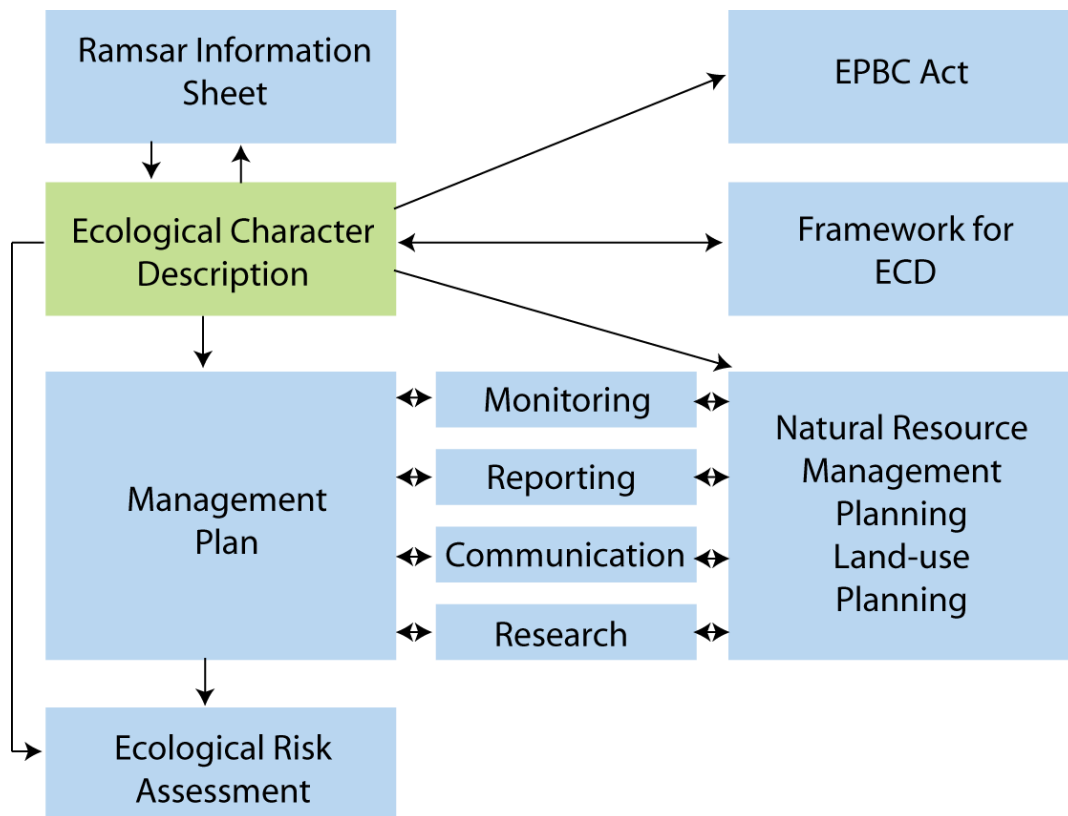 Ramsar Information
Sheet
EPBC Act
Ecological Character
Description
Framework for
ECD
Management
Plan
Monitoring
Reporting
Communication
Research
Natural Resource
Management
Planning
Land-use
Planning
Ecological Risk
Assessment